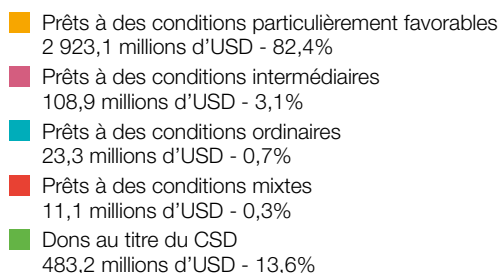 Prêts à des conditions particulièrement favorables
2 923,1 millions d’USD - 82,4%
Prêts à des conditions intermédiaires
108,9 millions d’USD - 3,1%
Prêts à des conditions ordinaires
23,3 millions d’USD - 0,7%
Prêts à des conditions mixtes
11,1 millions d’USD - 0,3%
Dons au titre du CSD
483,2 millions d’USD - 13,6%